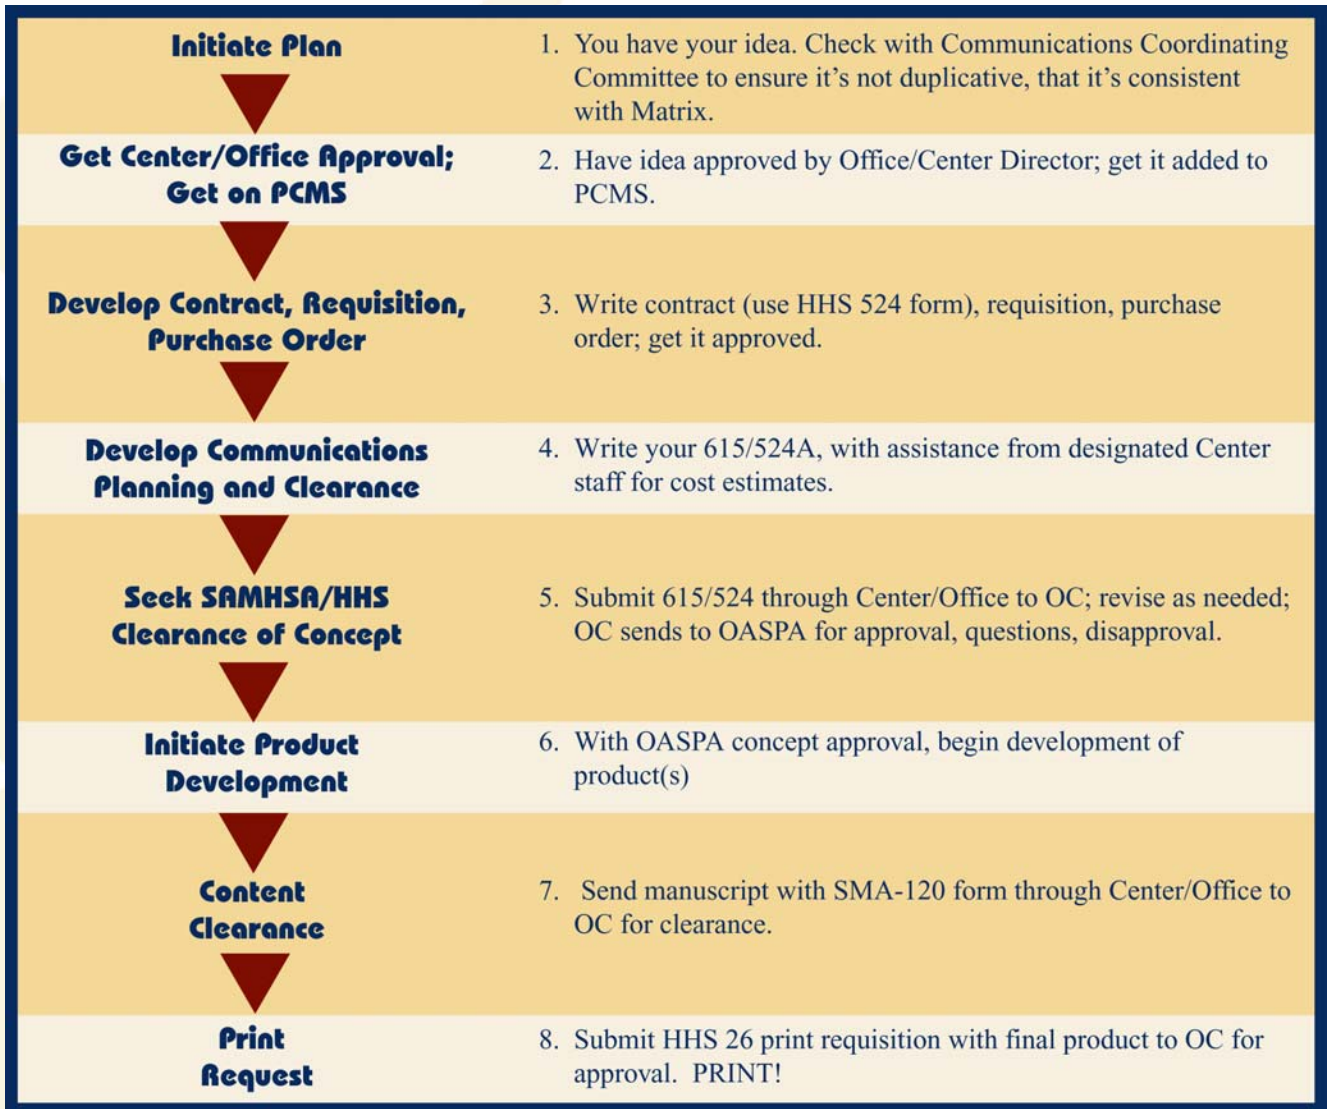 Initiate Plan
1. You have your idea. Check with Communications Coordinating
Committee to ensure it's not duplicative, that it's consistent
with Matrix.
Get Center/Office Approval;
Get on PCMS
2. Have idea approved by Office/Center Director; get it added to
PCMS.
Develop Contract, Requisition,
Purchase Order
3. Write contract (use HHS 524 form), requisition, purchase
order; get it approved.
Develop Communications
Planning and Clearance
4. Write your 615/524A, with assistance from designated Center
staff for cost estimates.
Seek SAMHSA/HHS
Clearance of Concept
5. Submit 615/524 through Center/Office to OC; revise as needed;
OC sends to OASPA for approval, questions, disapproval.
Initiate Product
Development
6. With OASPA concept approval, begin development of
product(s)
Content
Clearance
7. Send manuscript with SMA-120 form through Center/Office to
OC for clearance.
Print
Request
8. Submit HHS 26 print requisition with final product to OC for
approval. PRINT!